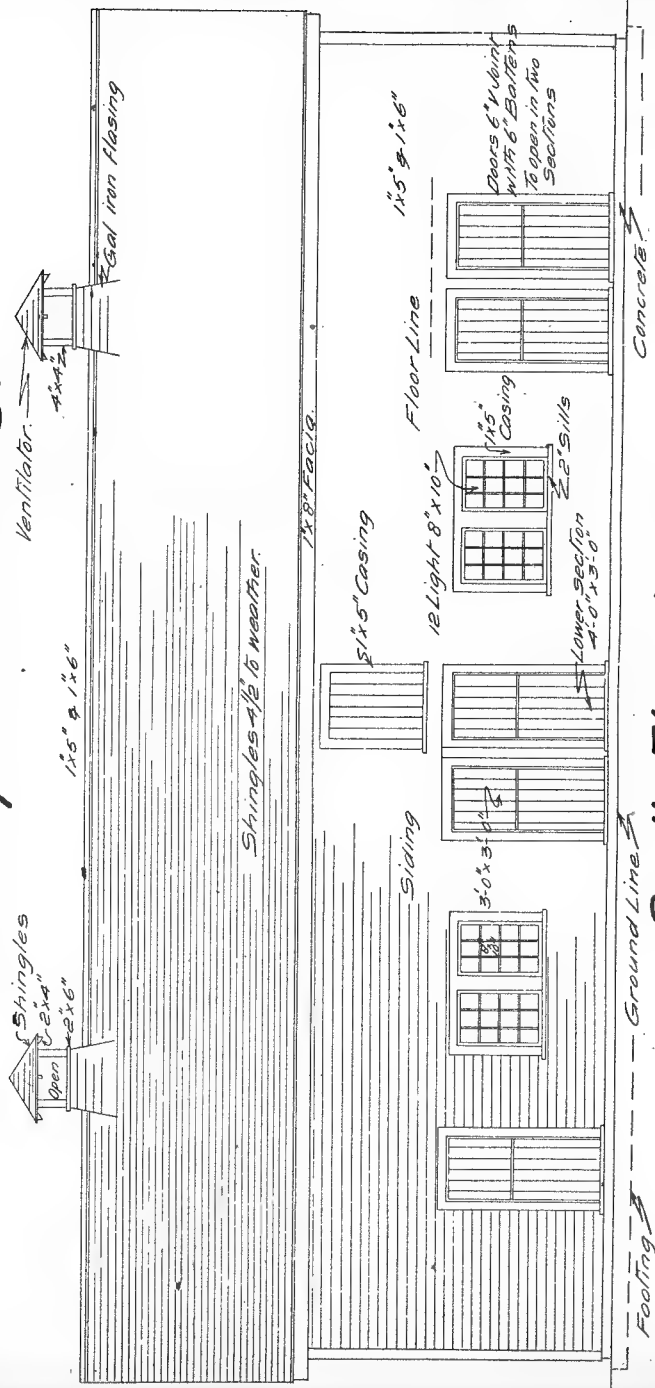 Ventilator.
4"x4"
Gal iron flasing
Shingles
2"x4"
2"x6"
Open
1"x5" & 1"x6"
Shingles 4½" to weather.
1"x8" Facia.
1"x5" & 1"x6"
1"x5" Casing
Siding
Floor Line
12 Light 8"x10"
1"x5"
Casing
2" Sills
Doors 6" V Joint
with 6" Battens
To open in two
Sections
3'-0"x3'-0"
Lower Section
4'-0"x3'-0"
Footing
Ground Line
Concrete